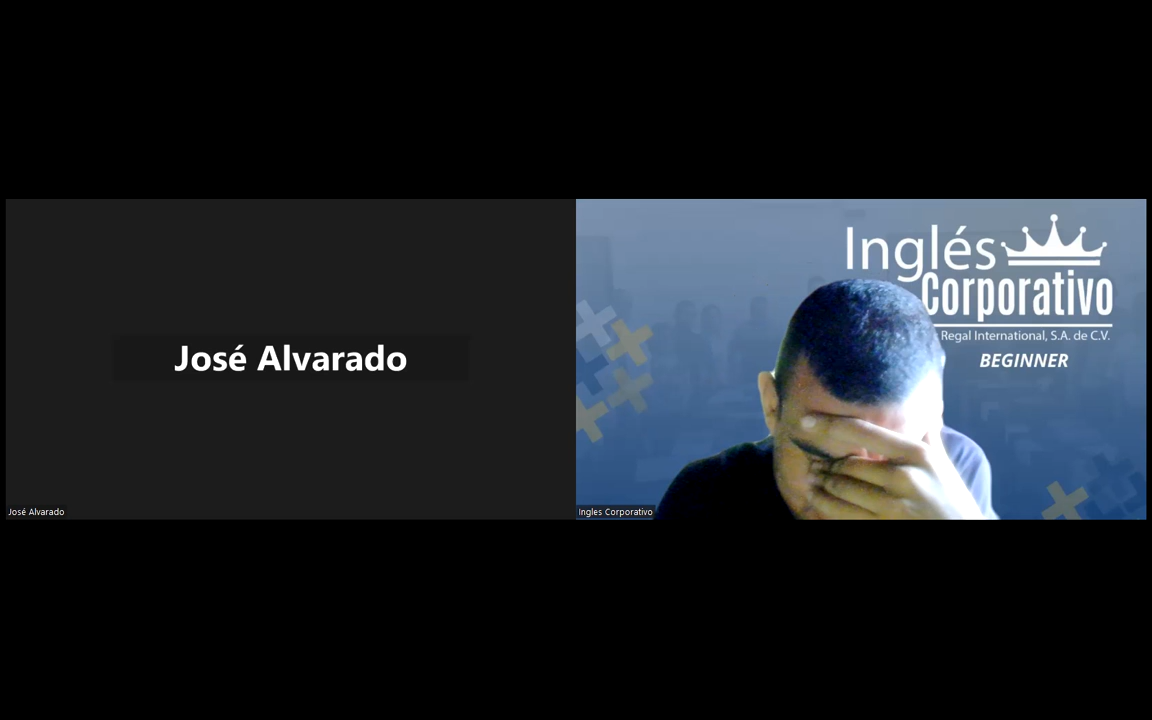 José Alvarado
José Alvarado
Inglés
Corporativo
Regal International, S.A. de C.V.
BEGINNER
Ingles Corporativo